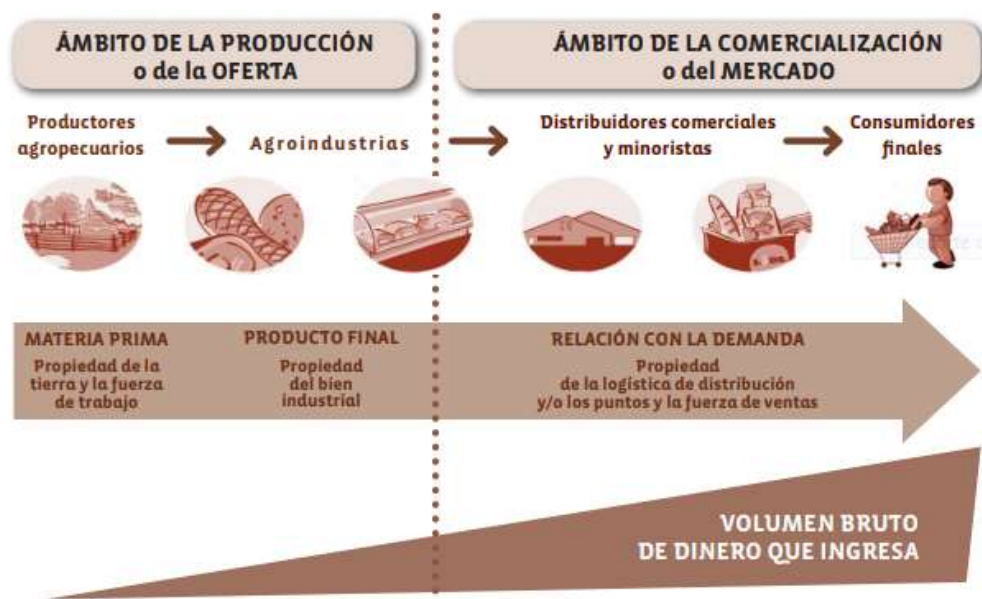 ÁMBITO DE LA PRODUCCIÓN
o de la OFERTA
ÁMBITO DE LA COMERCIALIZACIÓN
o del MERCADO
Productores
agropecuarios
Agroindustrias
Distribuidores comerciales
y minoristas
Consumidores
finales
MATERIA PRIMA
Propiedad de la
tierra y la fuerza
de trabajo
PRODUCTO FINAL
Propiedad
del bien
industrial
RELACIÓN CON LA DEMANDA
Propiedad
de la logística de distribución
y/o los puntos y la fuerza de ventas
VOLUMEN BRUTO
DE DINERO QUE INGRESA